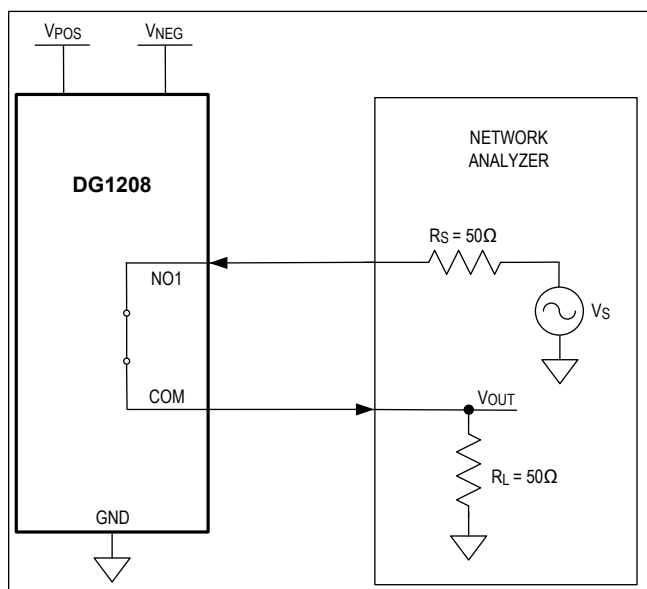 VPOS
VNEG
DG1208
NETWORK
ANALYZER
RS = 50Ω
NO1
VS
COM
VOUT
RL = 50Ω
GND